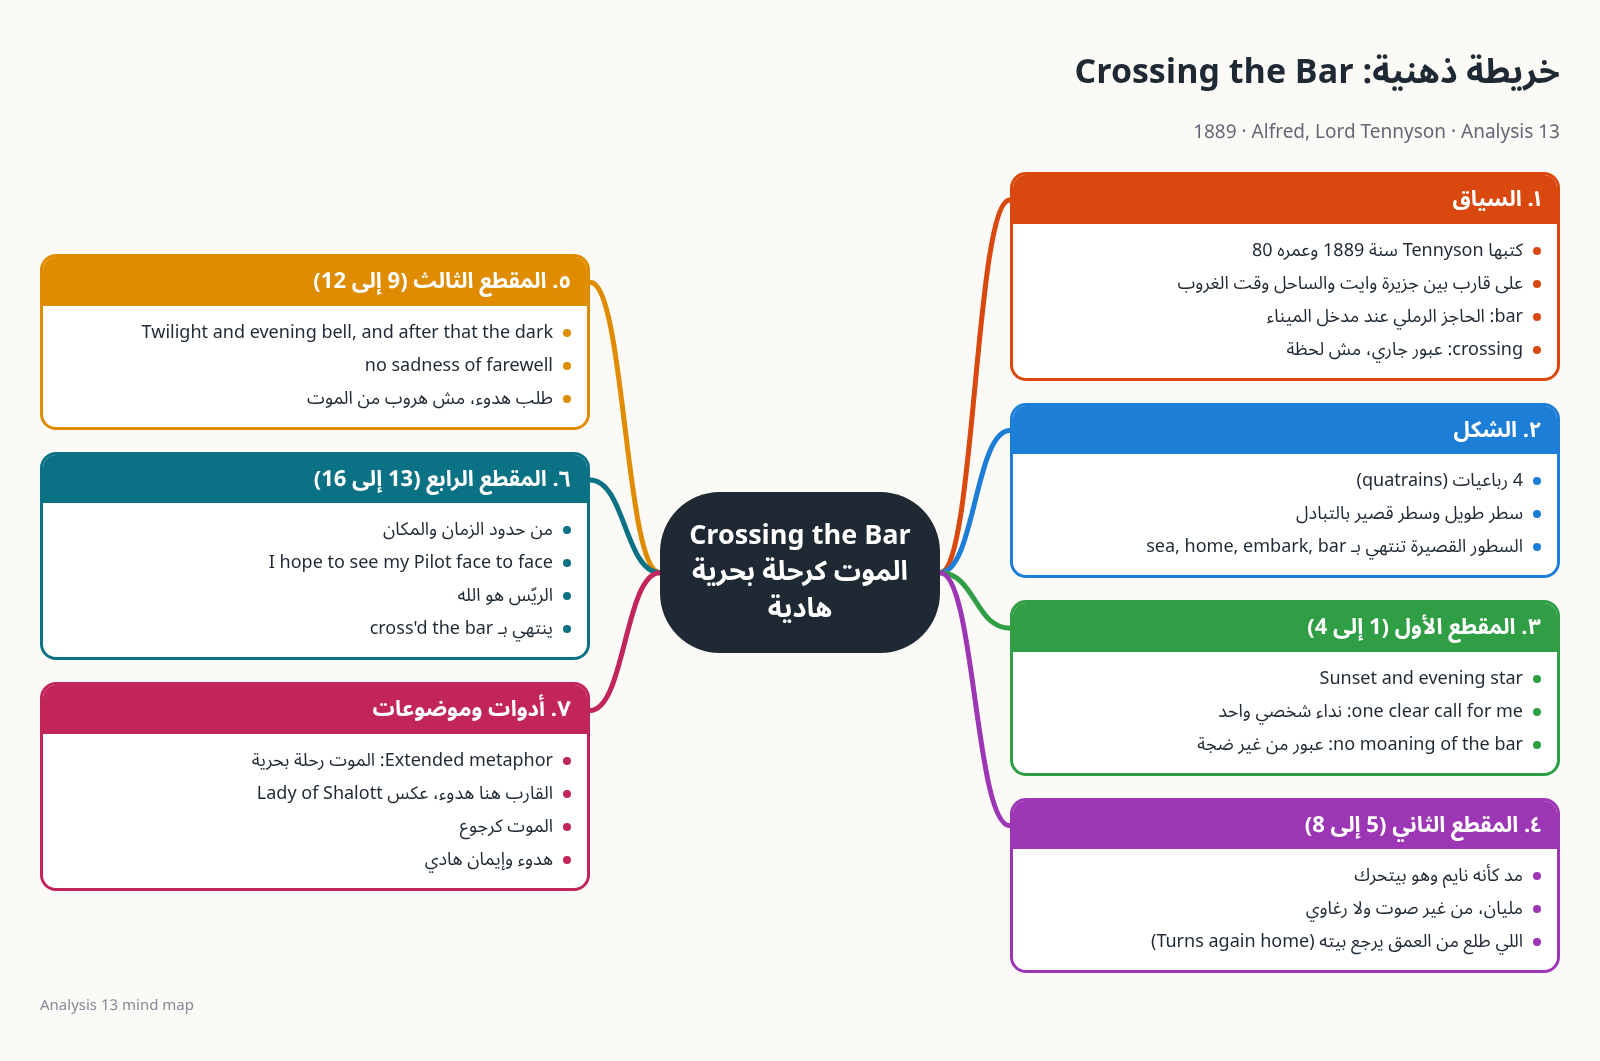 خريطة ذهنية: Crossing the Bar
1889 · Alfred, Lord Tennyson · Analysis 13
١. السياق
كتبها Tennyson سنة 1889 وعمره 80
على قارب بين جزيرة وايت والساحل وقت الغروب
bar: الحاجز الرملي عند مدخل الميناء
crossing: عبور جاري، مش لحظة
٢. الشكل
4 رباعيات (quatrains)
سطر طويل وسطر قصير بالتبادل
السطور القصيرة تنتهي بـ sea, home, embark, bar
٣. المقطع الأول (1 إلى 4)
Sunset and evening star
one clear call for me: نداء شخصي واحد
no moaning of the bar: عبور من غير ضجة
٤. المقطع الثاني (5 إلى 8)
مد كأنه نايم وهو بيتحرك
مليان، من غير صوت ولا رغاوي
اللي طلع من العمق يرجع بيته (Turns again home)
Crossing the Bar
الموت كرحلة بحرية
هادية
٥. المقطع الثالث (9 إلى 12)
Twilight and evening bell, and after that the dark
no sadness of farewell
طلب هدوء، مش هروب من الموت
٦. المقطع الرابع (13 إلى 16)
من حدود الزمان والمكان
I hope to see my Pilot face to face
الريّس هو الله
ينتهي بـ cross'd the bar
٧. أدوات وموضوعات
Extended metaphor: الموت رحلة بحرية
القارب هنا هدوء، عكس Lady of Shalott
الموت كرجوع
هدوء وإيمان هادي
Analysis 13 mind map